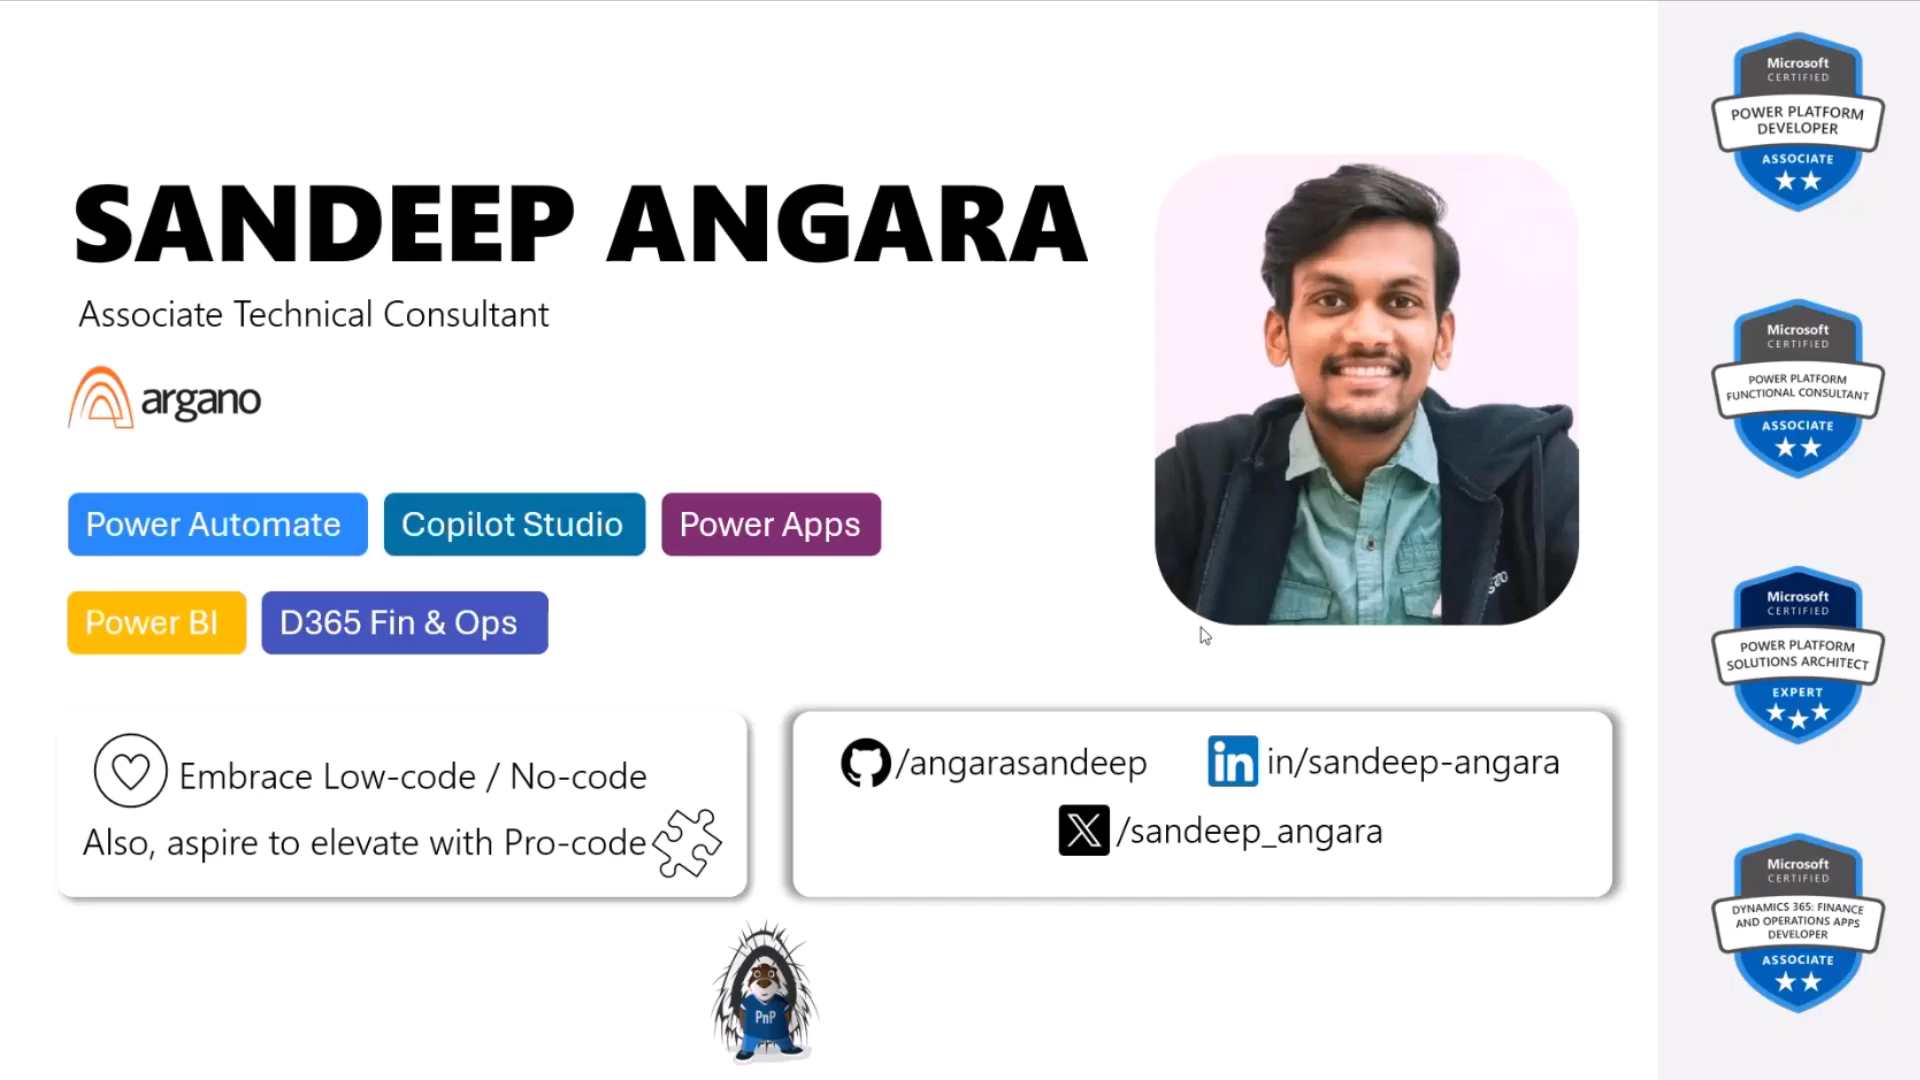 SANDEEP ANGARA
Associate Technical Consultant
argano
Power Automate
Copilot Studio
Power Apps
Power BI
D365 Fin & Ops
Embrace Low-code / No-code
Also, aspire to elevate with Pro-code
/angarasandeep
in/sandeep-angara
/sandeep_angara
PnP
Microsoft
CERTIFIED
POWER PLATFORM
DEVELOPER
ASSOCIATE
Microsoft
CERTIFIED
POWER PLATFORM
FUNCTIONAL CONSULTANT
ASSOCIATE
Microsoft
CERTIFIED
POWER PLATFORM
SOLUTIONS ARCHITECT
EXPERT
Microsoft
CERTIFIED
DYNAMICS 365: FINANCE
AND OPERATIONS APPS
DEVELOPER
ASSOCIATE